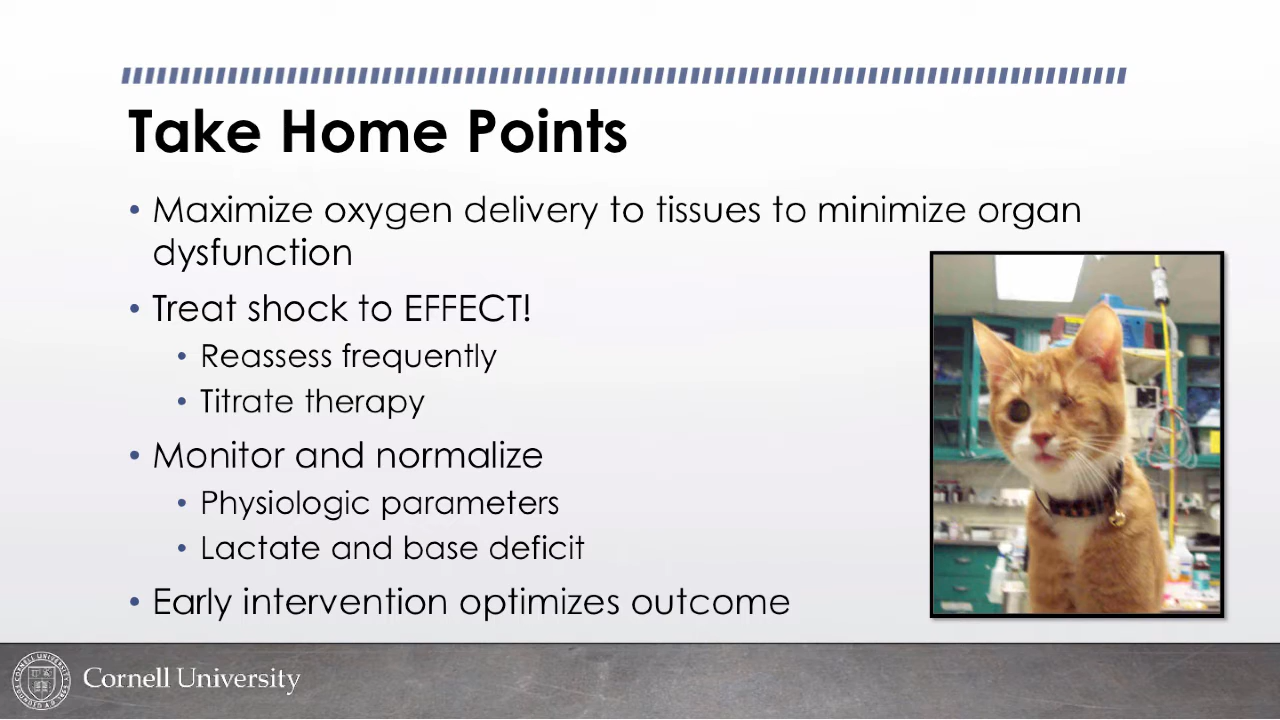 Take Home Points
• Maximize oxygen delivery to tissues to minimize organ
dysfunction
• Treat shock to EFFECT!
• Reassess frequently
• Titrate therapy
• Monitor and normalize
• Physiologic parameters
• Lactate and base deficit
• Early intervention optimizes outcome
Cornell University